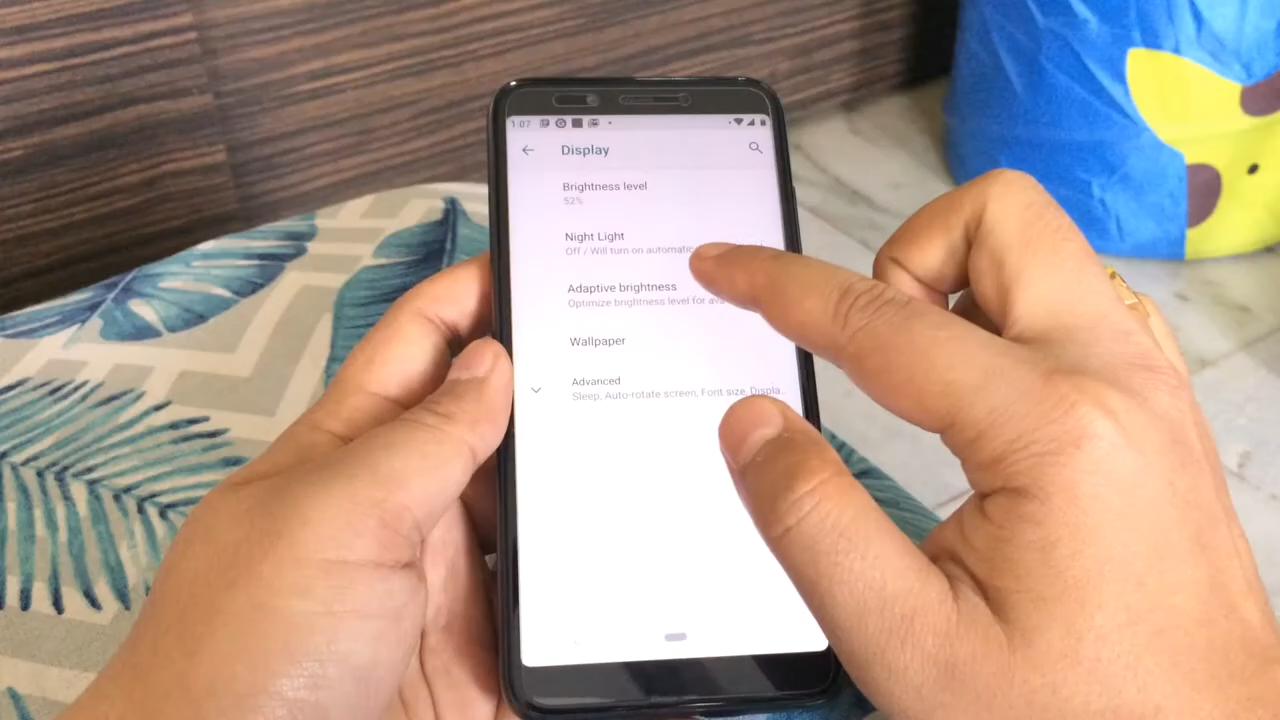 1:07
Display
Brightness level
52%
Night Light
Off / Will turn on automatic
Adaptive brightness
Optimize brightness level for ava
Wallpaper
Advanced
Sleep, Auto-rotate screen, Font size, Displa..